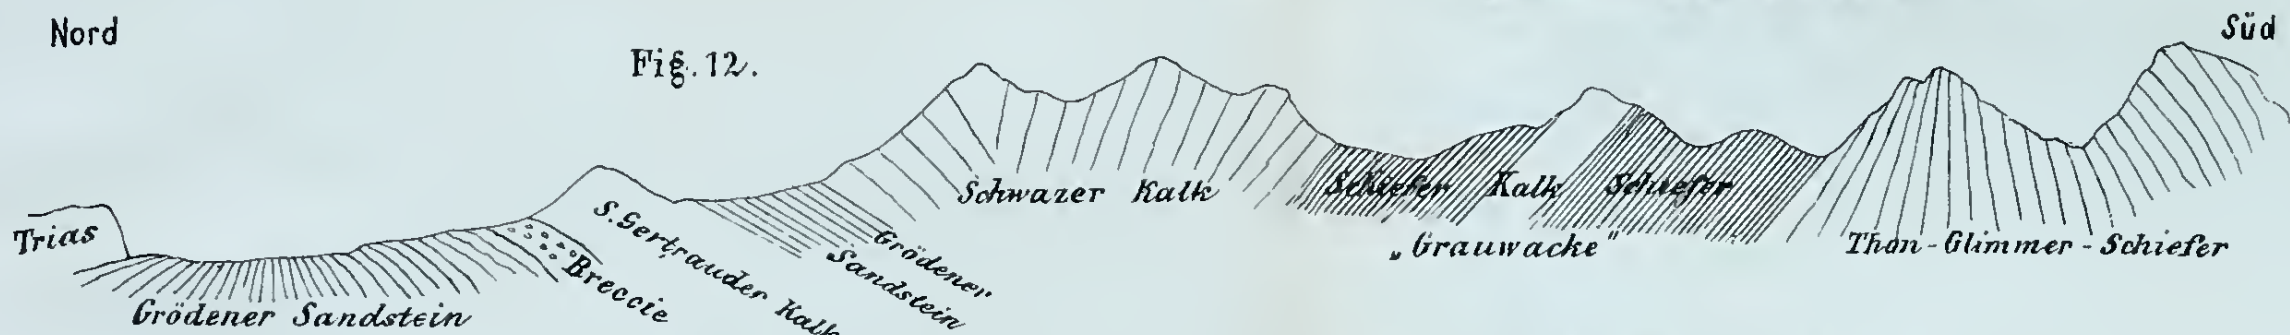 Nord
Süd
Fig. 12.
Trias
Grödener Sandstein
Breccie
S. Gertrauder Kalk
Grödener
Sandstein
Schwazer Kalk
Schiefer Kalk Schiefer
„Grauwacke"
Thon-Glimmer-Schiefer